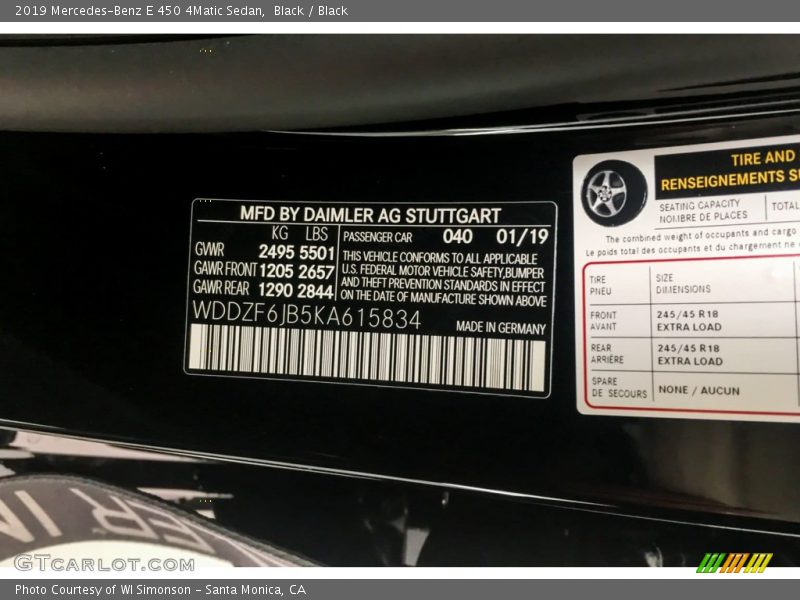 2019 Mercedes-Benz E 450 4Matic Sedan, Black / Black
MFD BY DAIMLER AG STUTTGART
KG LBS
GVWR 2495 5501
GAWR FRONT 1205 2657
GAWR REAR 1290 2844
PASSENGER CAR 040 01/19
THIS VEHICLE CONFORMS TO ALL APPLICABLE
U.S. FEDERAL MOTOR VEHICLE SAFETY,BUMPER
AND THEFT PREVENTION STANDARDS IN EFFECT
ON THE DATE OF MANUFACTURE SHOWN ABOVE
WDDZF6JB5KA615834
MADE IN GERMANY
TIRE AND
RENSEIGNEMENTS
SEATING CAPACITY
NOMBRE DE PLACES
TOTAL
The combined weight of occupants and cargo
Le poids total des occupants et du chargement ne
TIRE
PNEU
SIZE
DIMENSIONS
FRONT
AVANT
245/45 R18
EXTRA LOAD
REAR
ARRIÈRE
245/45 R18
EXTRA LOAD
SPARE
DE SECOURS
NONE / AUCUN
GTCARLOT.COM
Photo Courtesy of WI Simonson - Santa Monica, CA